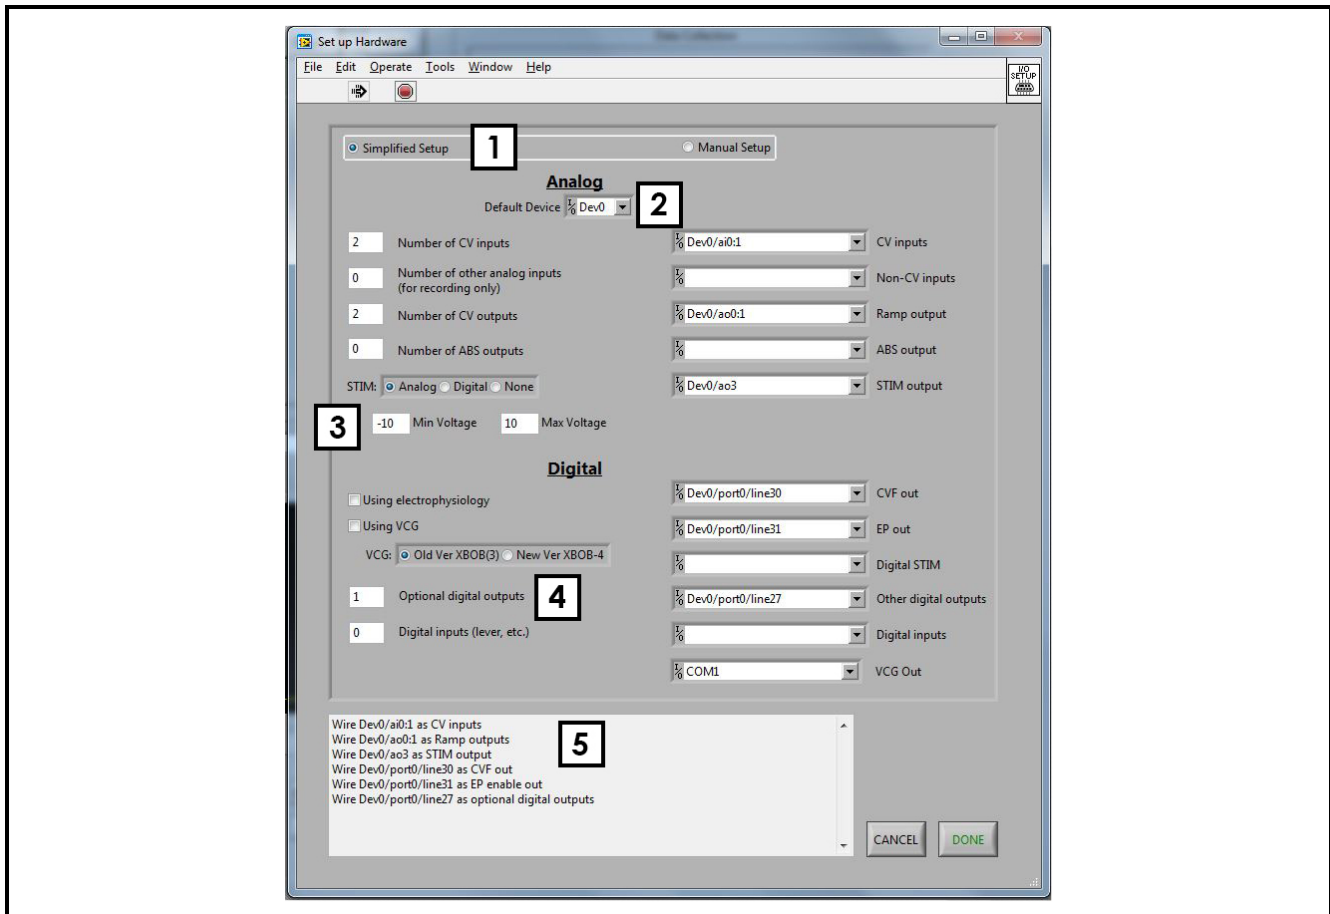 Set up Hardware
File Edit Operate Tools Window Help
I/O
SETUP
Simplified Setup 1 Manual Setup
Analog
Default Device Dev0 2
2 Number of CV inputs Dev0/ai0:1 CV inputs
0 Number of other analog inputs
(for recording only) Non-CV inputs
2 Number of CV outputs Dev0/ao0:1 Ramp output
0 Number of ABS outputs ABS output
STIM: Analog Digital None Dev0/ao3 STIM output
3 -10 Min Voltage 10 Max Voltage
Digital
Using electrophysiology Dev0/port0/line30 CVF out
Using VCG Dev0/port0/line31 EP out
VCG: Old Ver XBOB(3) New Ver XBOB-4 Digital STIM
1 Optional digital outputs 4 Dev0/port0/line27 Other digital outputs
0 Digital inputs (lever, etc.) Digital inputs
COM1 VCG Out
Wire Dev0/ai0:1 as CV inputs 5
Wire Dev0/ao0:1 as Ramp outputs
Wire Dev0/ao3 as STIM output
Wire Dev0/port0/line30 as CVF out
Wire Dev0/port0/line31 as EP enable out
Wire Dev0/port0/line27 as optional digital outputs
CANCEL DONE